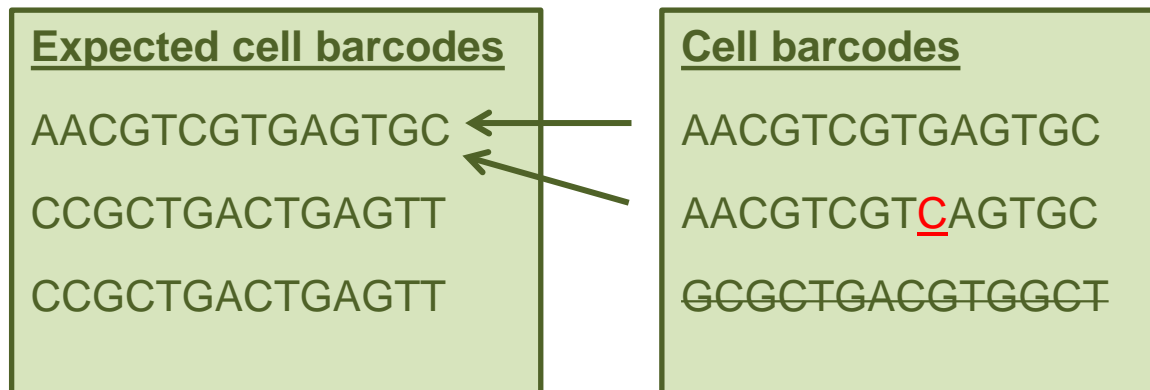 Expected cell barcodes
AACGTCGTGAGTGC
CCGCTGACTGAGTT
CCGCTGACTGAGTT
Cell barcodes
AACGTCGTGAGTGC
AACGTCGTCAGTGC
GCGCTGACGTGGCT